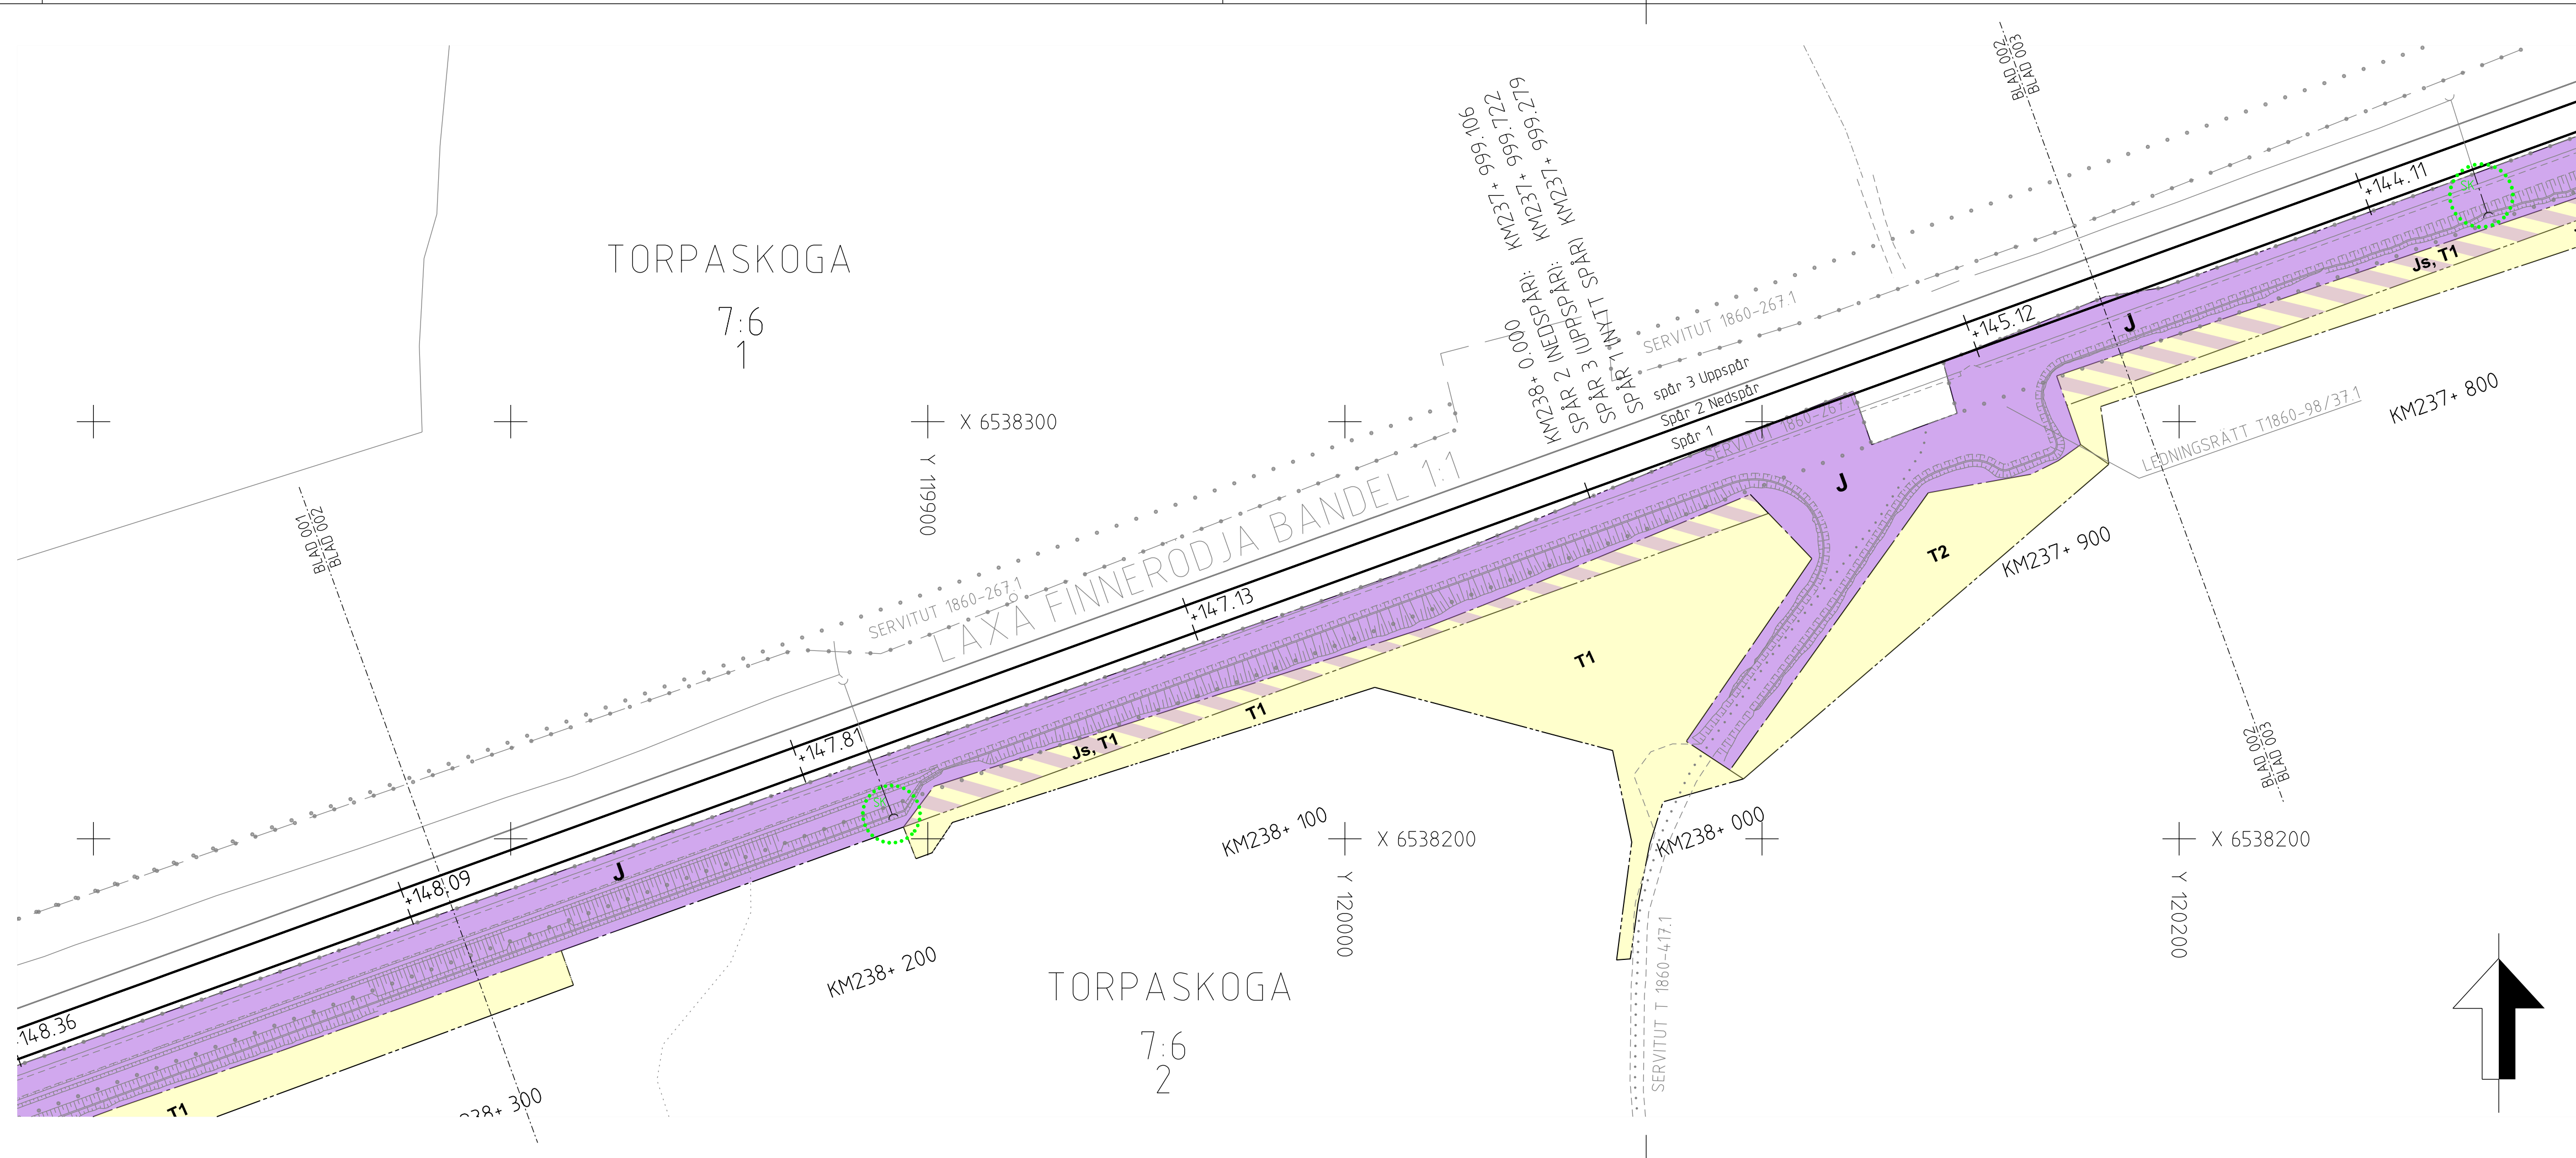 BLAD 002
BLAD 003
+144.11
SK
Js, T1
TORPASKOGA
7:6
1
KM238+ 0.000
SPÅR 2 (NEDSPÅR): KM237+ 999.106
SPÅR 3 (UPPSPÅR): KM237+ 999.722
SPÅR 1 (NYTT SPÅR) KM237+ 999.279
SERVITUT 1860-267.1
+145.12
J
spår 3 Uppspår
Spår 2 Nedspår
Spår 1
SERVITUT 1860-267.1
KM237+ 800
LEDNINGSRÄTT T1860-98/37.1
X 6538300
Y 119900
LAXÅ FINNERÖDJA BANDEL 1:1
J
BLAD 001
BLAD 002
T2
KM237+ 900
SERVITUT 1860-267.1
+147.13
T1
T1
Js, T1
+147.81
SK
BLAD 002
BLAD 003
KM238+ 100
KM238+ 000
X 6538200
X 6538200
Y 120000
Y 120200
+148.09
J
KM238+ 200
SERVITUT T 1860-417.1
TORPASKOGA
7:6
2
148.36
T1
238+ 300